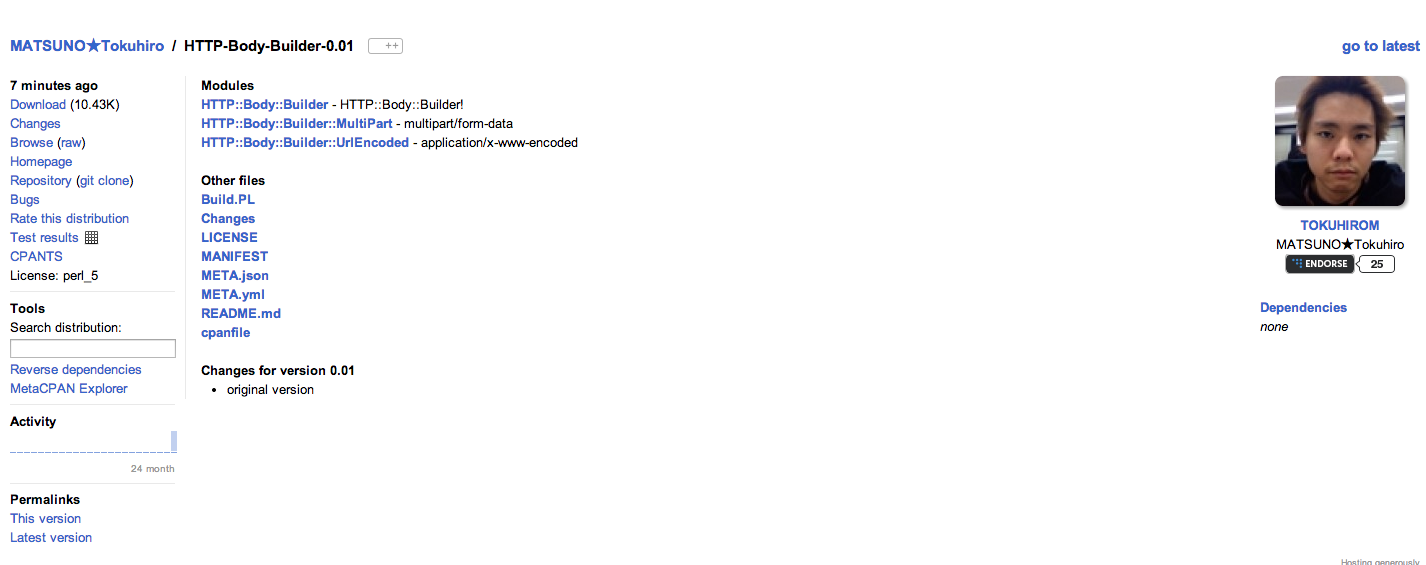 MATSUNO★Tokuhiro / HTTP-Body-Builder-0.01 ++
go to latest
7 minutes ago
Download (10.43K)
Changes
Browse (raw)
Homepage
Repository (git clone)
Bugs
Rate this distribution
Test results
CPANTS
License: perl_5
Tools
Search distribution:
Reverse dependencies
MetaCPAN Explorer
Activity
24 month
Permalinks
This version
Latest version
Modules
HTTP::Body::Builder - HTTP::Body::Builder!
HTTP::Body::Builder::MultiPart - multipart/form-data
HTTP::Body::Builder::UrlEncoded - application/x-www-encoded
Other files
Build.PL
Changes
LICENSE
MANIFEST
META.json
META.yml
README.md
cpanfile
Changes for version 0.01
• original version
TOKUHIROM
MATSUNO★Tokuhiro
ENDORSE 25
Dependencies
none
Hosting generously